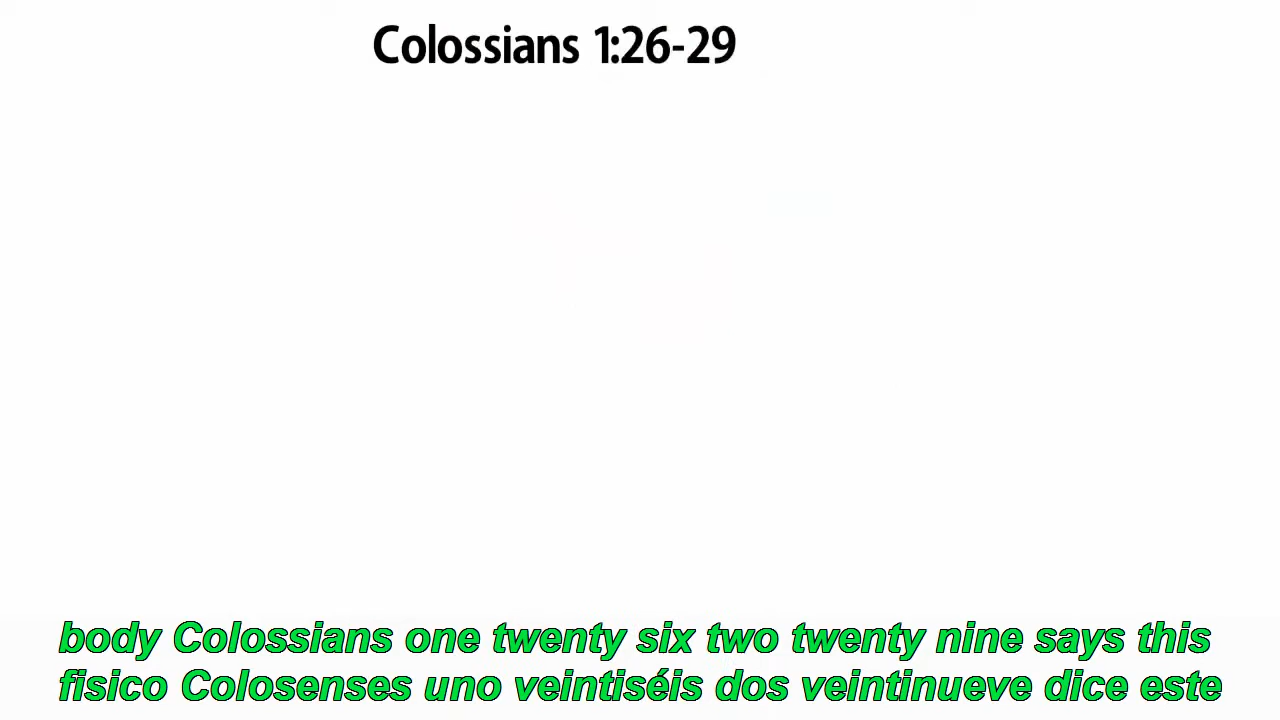 Colossians 1:26-29
body Colossians one twenty six two twenty nine says this
fisico Colosenses uno veintiséis dos veintinueve dice este